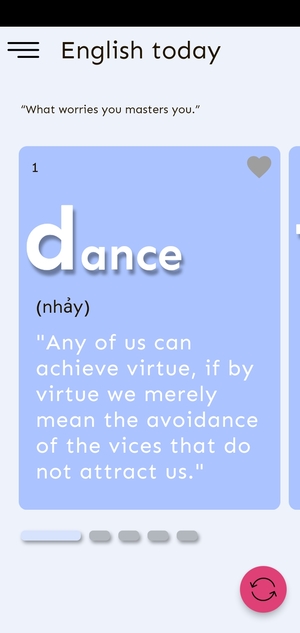 English today
“What worries you masters you.”
1
dance
(nhảy)
"Any of us can
achieve virtue, if by
virtue we merely
mean the avoidance
of the vices that do
not attract us."